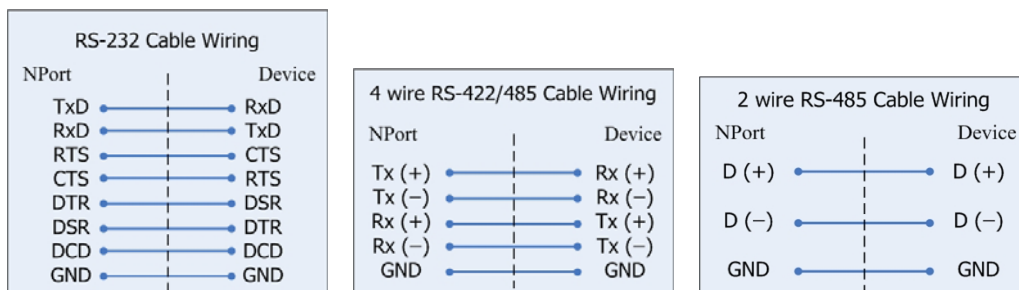 RS-232 Cable Wiring
NPort Device
TxD RxD
RxD TxD
RTS CTS
CTS RTS
DTR DSR
DSR DTR
DCD DCD
GND GND
4 wire RS-422/485 Cable Wiring
NPort Device
Tx (+) Rx (+)
Tx (−) Rx (−)
Rx (+) Tx (+)
Rx (−) Tx (−)
GND GND
2 wire RS-485 Cable Wiring
NPort Device
D (+) D (+)
D (−) D (−)
GND GND